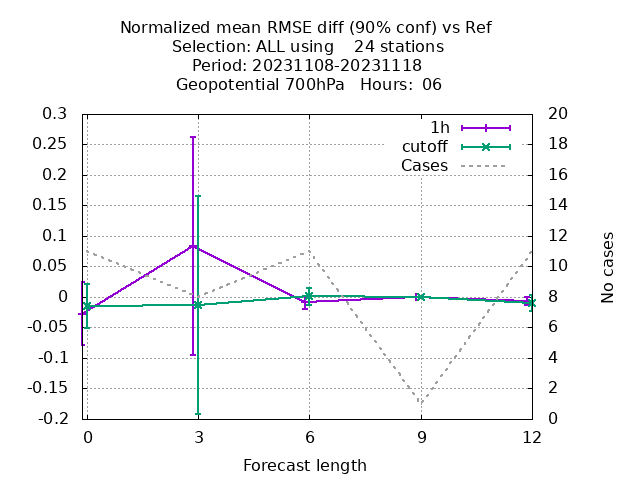 Normalized mean RMSE diff (90% conf) vs Ref
Selection: ALL using    24 stations
Period: 20231108-20231118
Geopotential 700hPa   Hours:  06
0.3
0.25
0.2
0.15
0.1
0.05
0
-0.05
-0.1
-0.15
-0.2
1h
cutoff
Cases
20
18
16
14
12
10
8
6
4
2
0
No cases
0 3 6 9 12
Forecast length